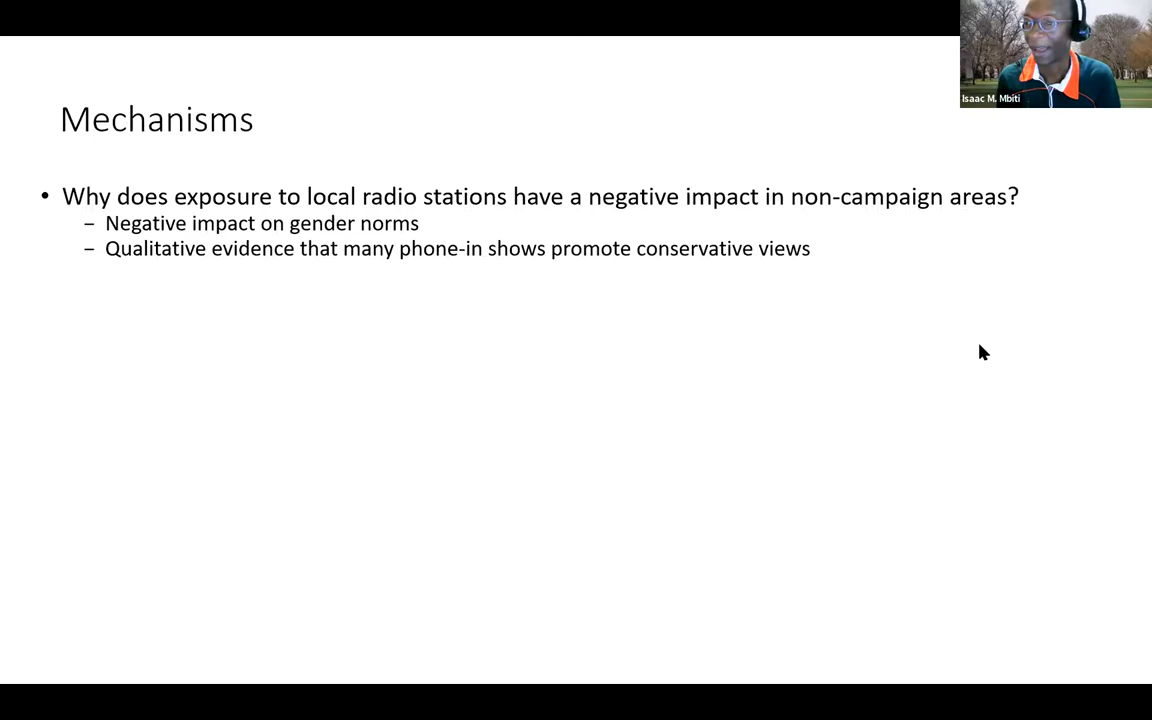 Isaac M. Mbiti
Mechanisms
• Why does exposure to local radio stations have a negative impact in non-campaign areas?
– Negative impact on gender norms
– Qualitative evidence that many phone-in shows promote conservative views